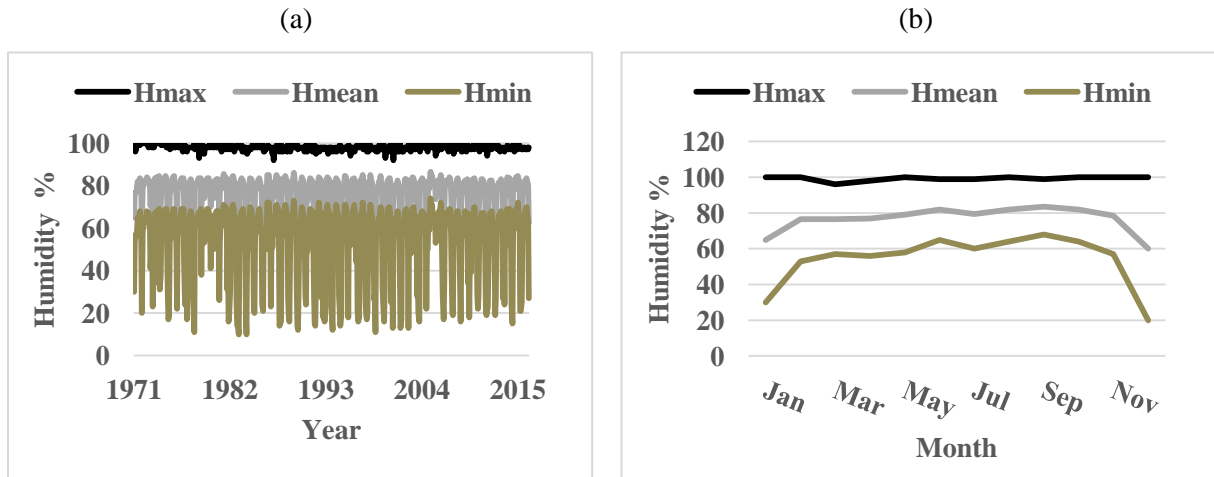 (a)
Hmax Hmean Hmin
Humidity %
100
80
60
40
20
0
1971 1982 1993 2004 2015
Year
(b)
Hmax Hmean Hmin
Humidity %
120
100
80
60
40
20
0
Jan Mar May Jul Sep Nov
Month